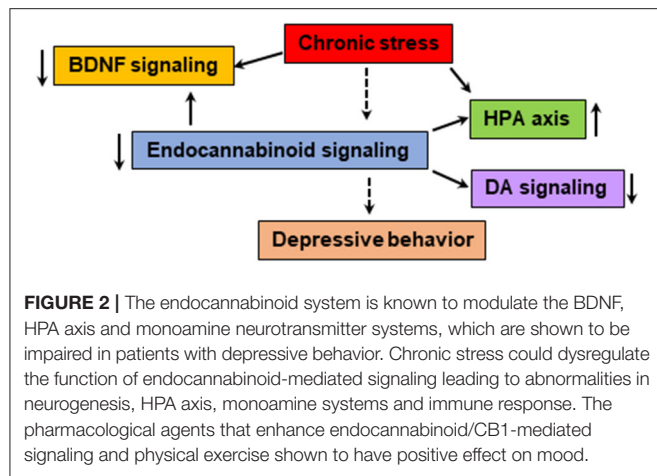 Chronic stress
BDNF signaling
HPA axis
Endocannabinoid signaling
DA signaling
Depressive behavior
FIGURE 2 | The endocannabinoid system is known to modulate the BDNF,
HPA axis and monoamine neurotransmitter systems, which are shown to be
impaired in patients with depressive behavior. Chronic stress could dysregulate
the function of endocannabinoid-mediated signaling leading to abnormalities in
neurogenesis, HPA axis, monoamine systems and immune response. The
pharmacological agents that enhance endocannabinoid/CB1-mediated
signaling and physical exercise shown to have positive effect on mood.